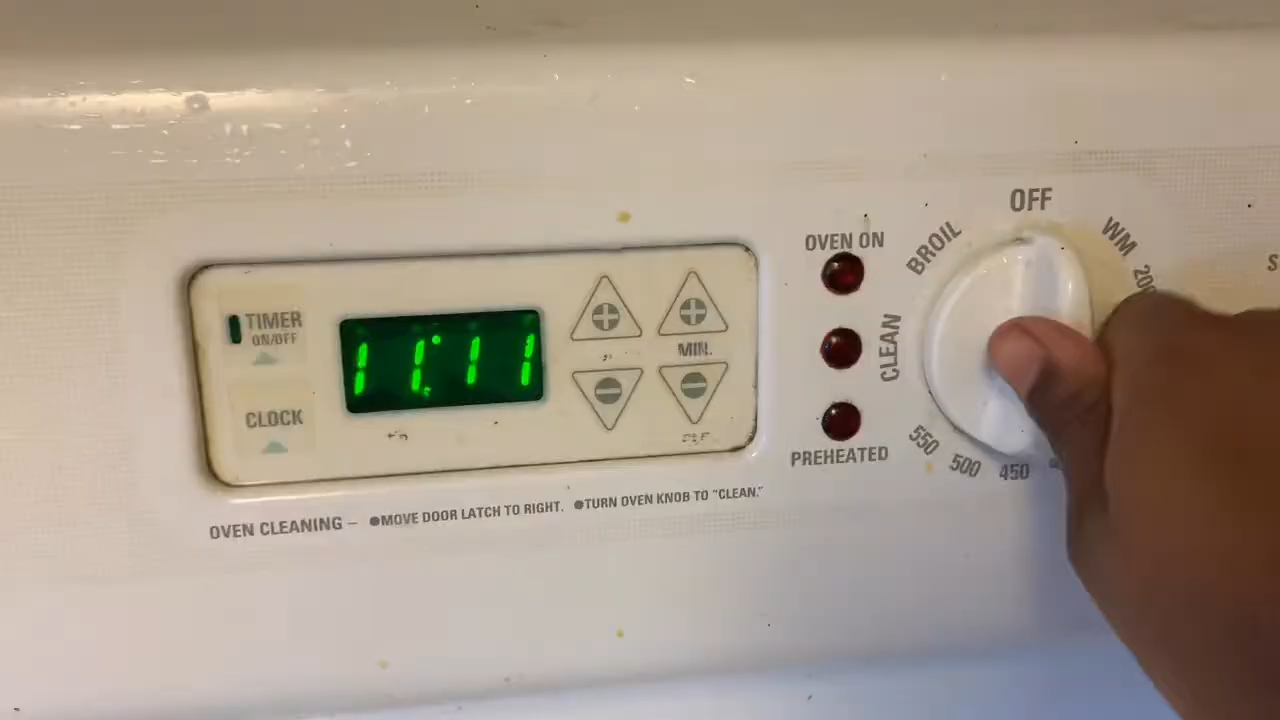 OFF
BROIL
WM
200
CLEAN
550
500
450
OVEN ON
PREHEATED
TIMER
ON/OFF
CLOCK
11:11
MIN.
OVEN CLEANING – ●MOVE DOOR LATCH TO RIGHT. ●TURN OVEN KNOB TO "CLEAN."
S